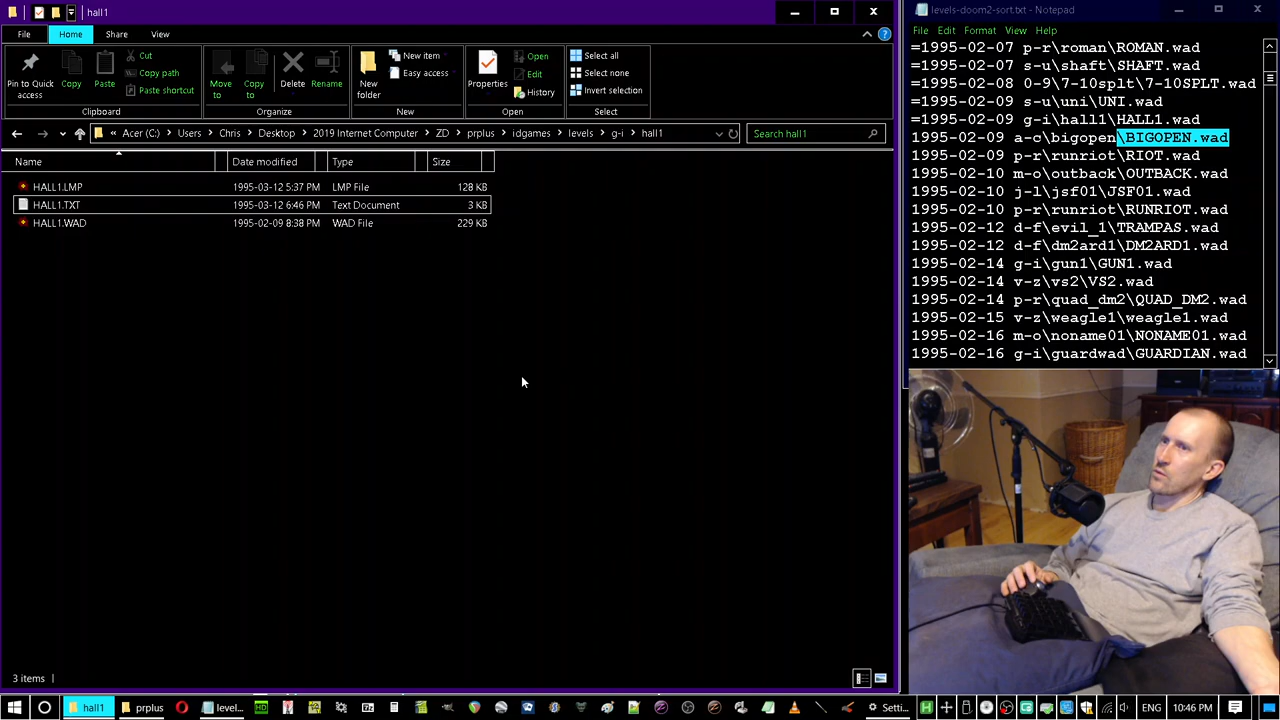 hall1
File Home Share View
Pin to Quick access
Copy
Paste
Cut
Copy path
Paste shortcut
Clipboard
Move to
Copy to
Delete
Rename
Organize
New folder
New item
Easy access
New
Properties
Open
Edit
History
Open
Select all
Select none
Invert selection
Select
Acer (C:) Users Chris Desktop 2019 Internet Computer ZD prplus idgames levels g-i hall1
Search hall1
Name Date modified Type Size
HALL1.LMP 1995-03-12 5:37 PM LMP File 128 KB
HALL1.TXT 1995-03-12 6:46 PM Text Document 3 KB
HALL1.WAD 1995-02-09 8:38 PM WAD File 229 KB
3 items
levels-doom2-sort.txt - Notepad
File Edit Format View Help
=1995-02-07 p-r\roman\ROMAN.wad
=1995-02-07 s-u\shaft\SHAFT.wad
=1995-02-08 0-9\7-10splt\7-10SPLT.wad
=1995-02-09 s-u\uni\UNI.wad
=1995-02-09 g-i\hall1\HALL1.wad
1995-02-09 a-c\bigopen\BIGOPEN.wad
1995-02-09 p-r\runriot\RIOT.wad
1995-02-10 m-o\outback\OUTBACK.wad
1995-02-10 j-l\jsf01\JSF01.wad
1995-02-10 p-r\runriot\RUNRIOT.wad
1995-02-12 d-f\evil_1\TRAMPAS.wad
1995-02-12 d-f\dm2ard1\DM2ARD1.wad
1995-02-14 g-i\gun1\GUN1.wad
1995-02-14 v-z\vs2\VS2.wad
1995-02-14 p-r\quad_dm2\QUAD_DM2.wad
1995-02-15 v-z\weagle1\weagle1.wad
1995-02-16 m-o\noname01\NONAME01.wad
1995-02-16 g-i\guardwad\GUARDIAN.wad
hall1 prplus level... Setti... ENG 10:46 PM